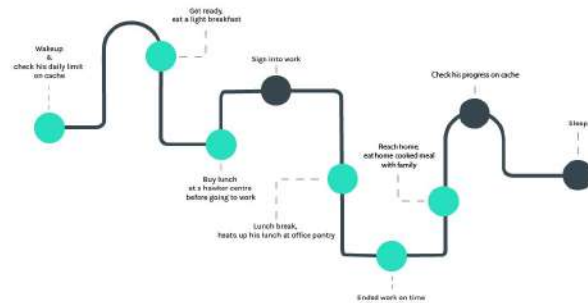 Wakeup
&
check his daily limit
on cache
Get ready,
eat a light breakfast
Buy lunch
at a hawker centre
before going to work
Sign into work
Lunch break,
heats up his lunch at office pantry
Ended work on time
Reach home,
eat home cooked meal
with family
Check his progress on cache
Sleep